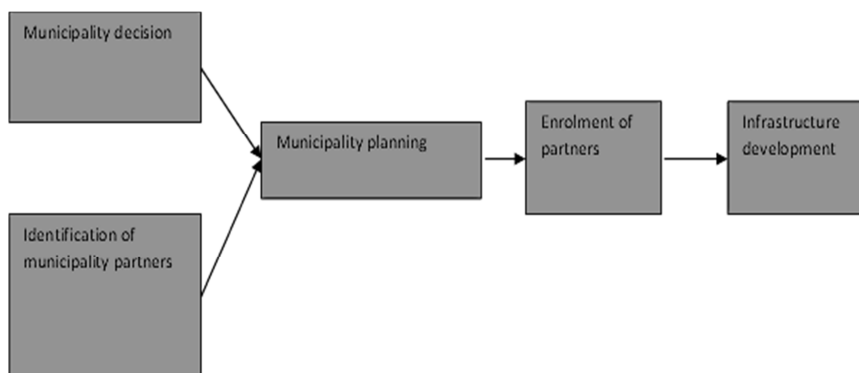 Municipality decision
Identification of
municipality partners
Municipality planning
Enrolment of
partners
Infrastructure
development